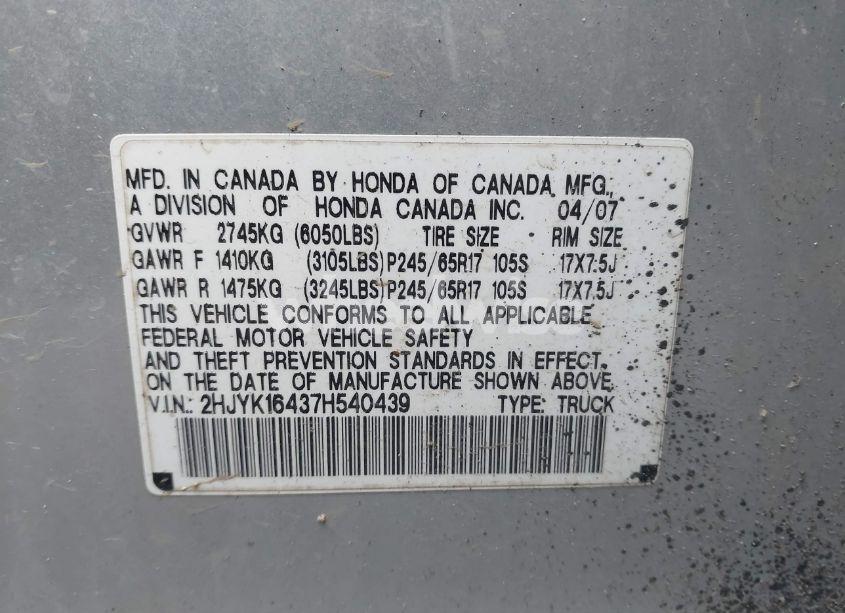 MFD. IN CANADA BY HONDA OF CANADA MFG.,
A DIVISION OF HONDA CANADA INC. 04/07
GVWR 2745KG (6050LBS) TIRE SIZE RIM SIZE
GAWR F 1410KG (3105LBS) P245/65R17 105S 17X7.5J
GAWR R 1475KG (3245LBS) P245/65R17 105S 17X7.5J
THIS VEHICLE CONFORMS TO ALL APPLICABLE
FEDERAL MOTOR VEHICLE SAFETY
AND THEFT PREVENTION STANDARDS IN EFFECT
ON THE DATE OF MANUFACTURE SHOWN ABOVE.
V.I.N.: 2HJYK16437H540439 TYPE: TRUCK